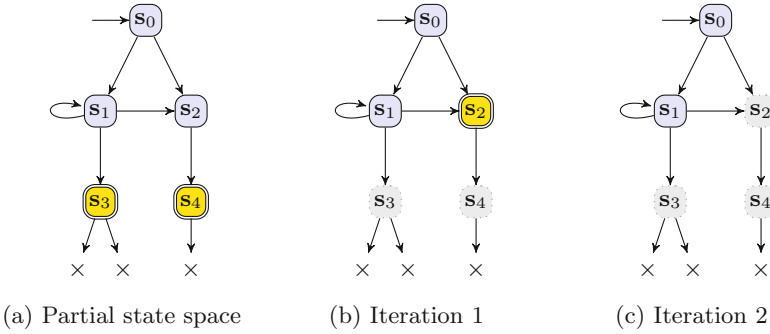 s0 s0 s0
s1 s2 s1 s2 s1 s2
s3 s4 s3 s4 s3 s4
× × × × × × × × ×
(a) Partial state space (b) Iteration 1 (c) Iteration 2